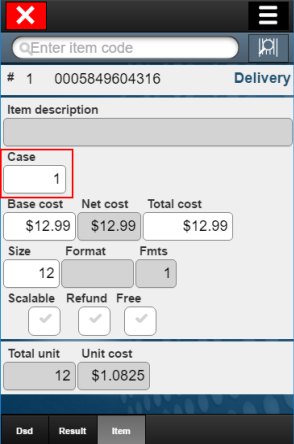 Enter item code
# 1 0005849604316 Delivery
Item description
Case
1
Base cost Net cost Total cost
$12.99 $12.99 $12.99
Size Format Fmts
12 1
Scalable Refund Free
Total unit Unit cost
12 $1.0825
Dsd Result Item